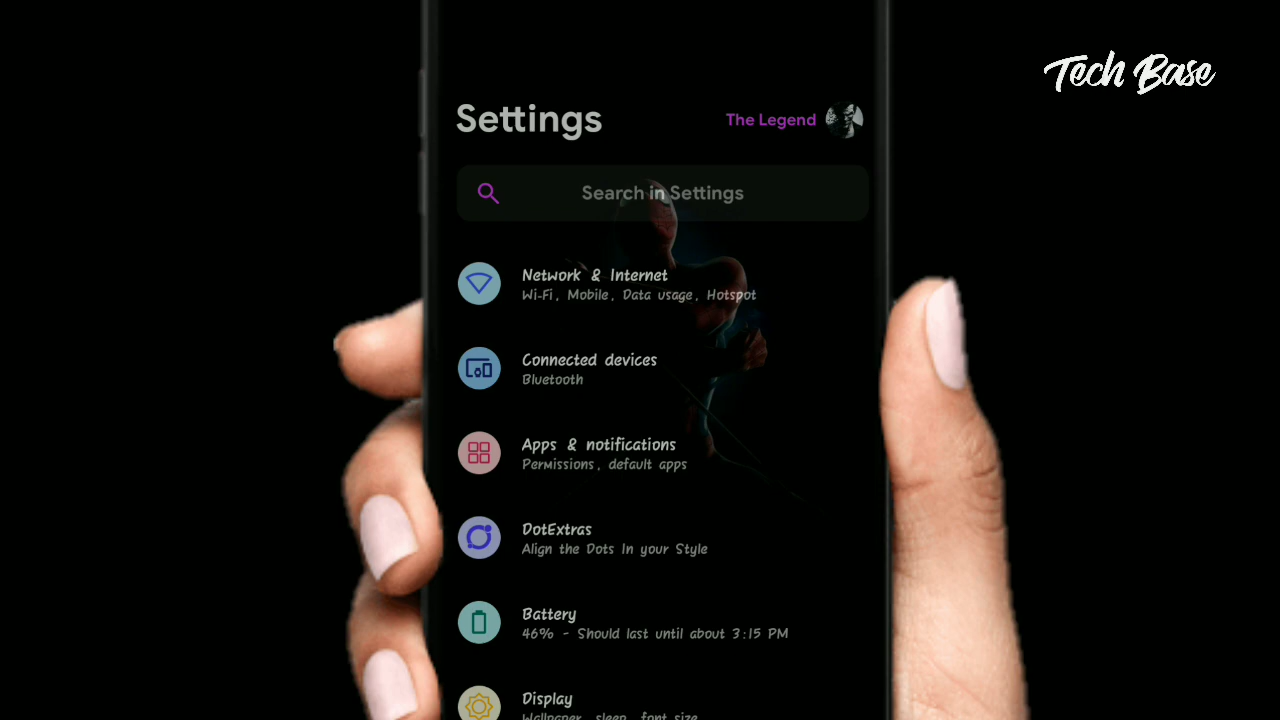 Tech Base
Settings
The Legend
Search in Settings
Network & Internet
Wi-Fi, Mobile, Data usage, Hotspot
Connected devices
Bluetooth
Apps & notifications
Permissions, default apps
DotExtras
Align the Dots In your Style
Battery
46% - Should last until about 3:15 PM
Display
Wallpaper, sleep, font size